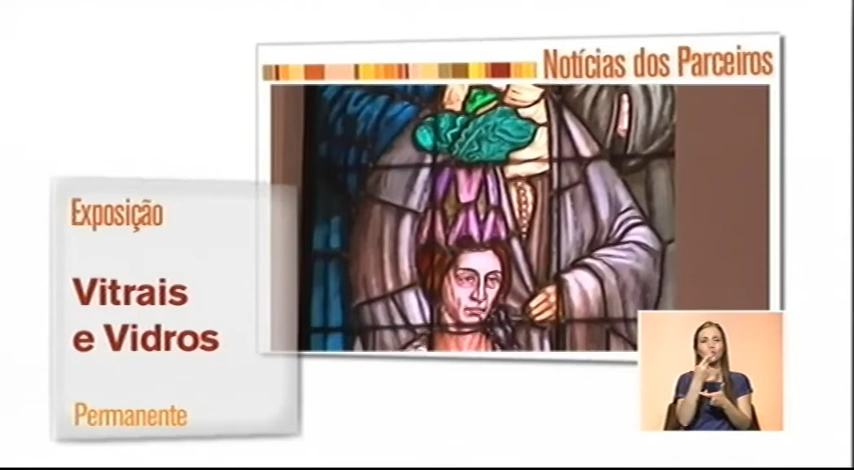 Notícias dos Parceiros
Exposição
Vitrais
e Vidros
Permanente